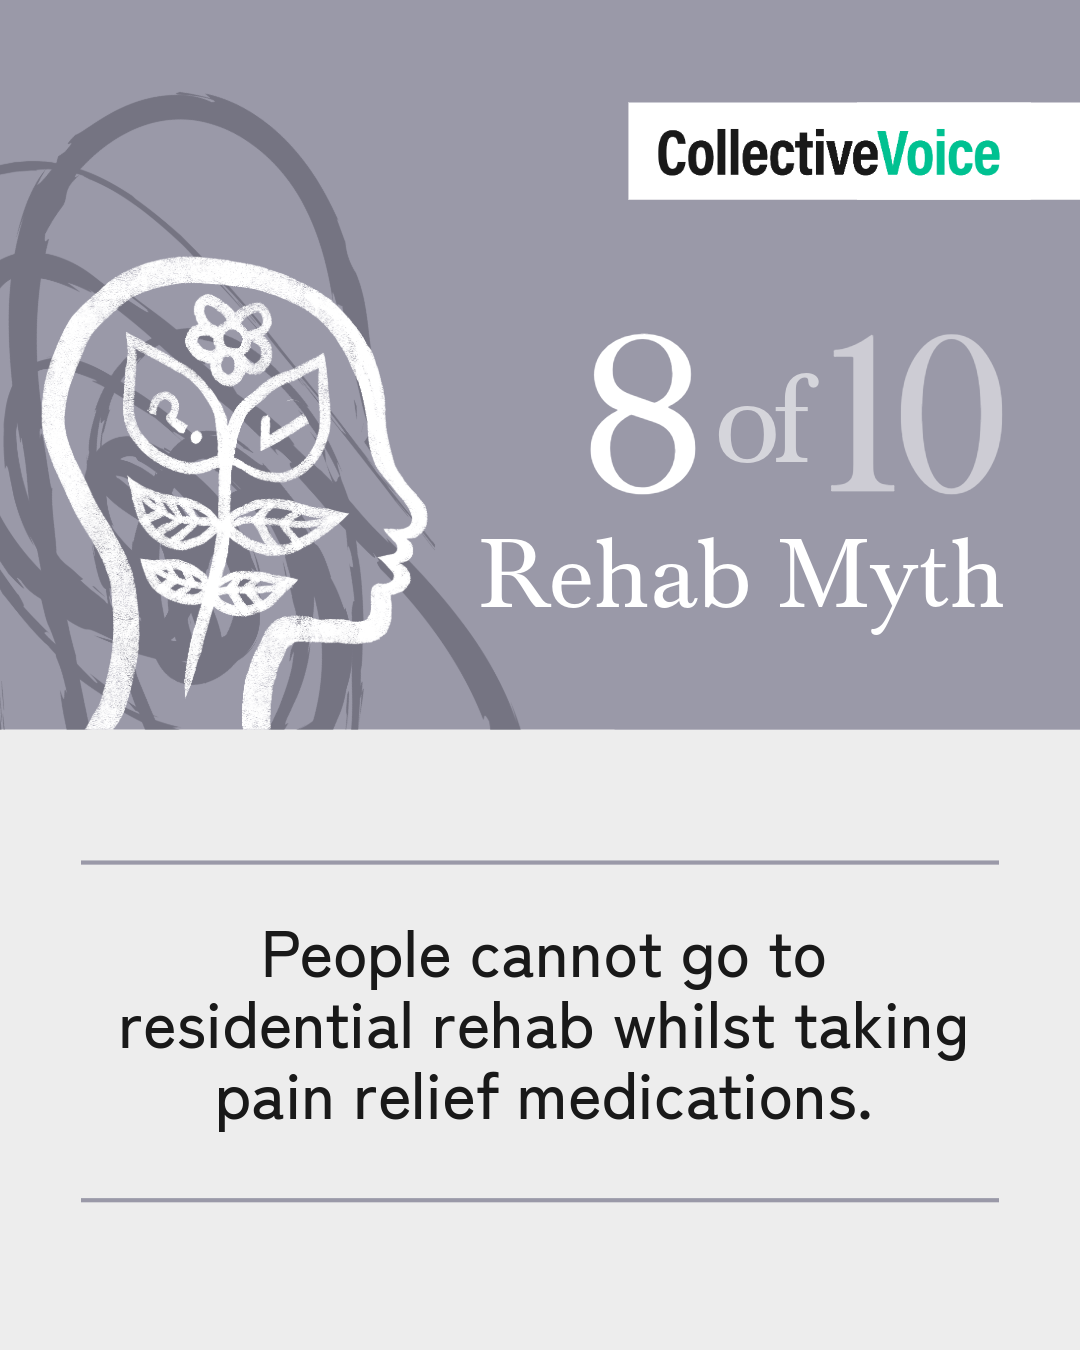 CollectiveVoice
8 of 10
Rehab Myth
People cannot go to
residential rehab whilst taking
pain relief medications.